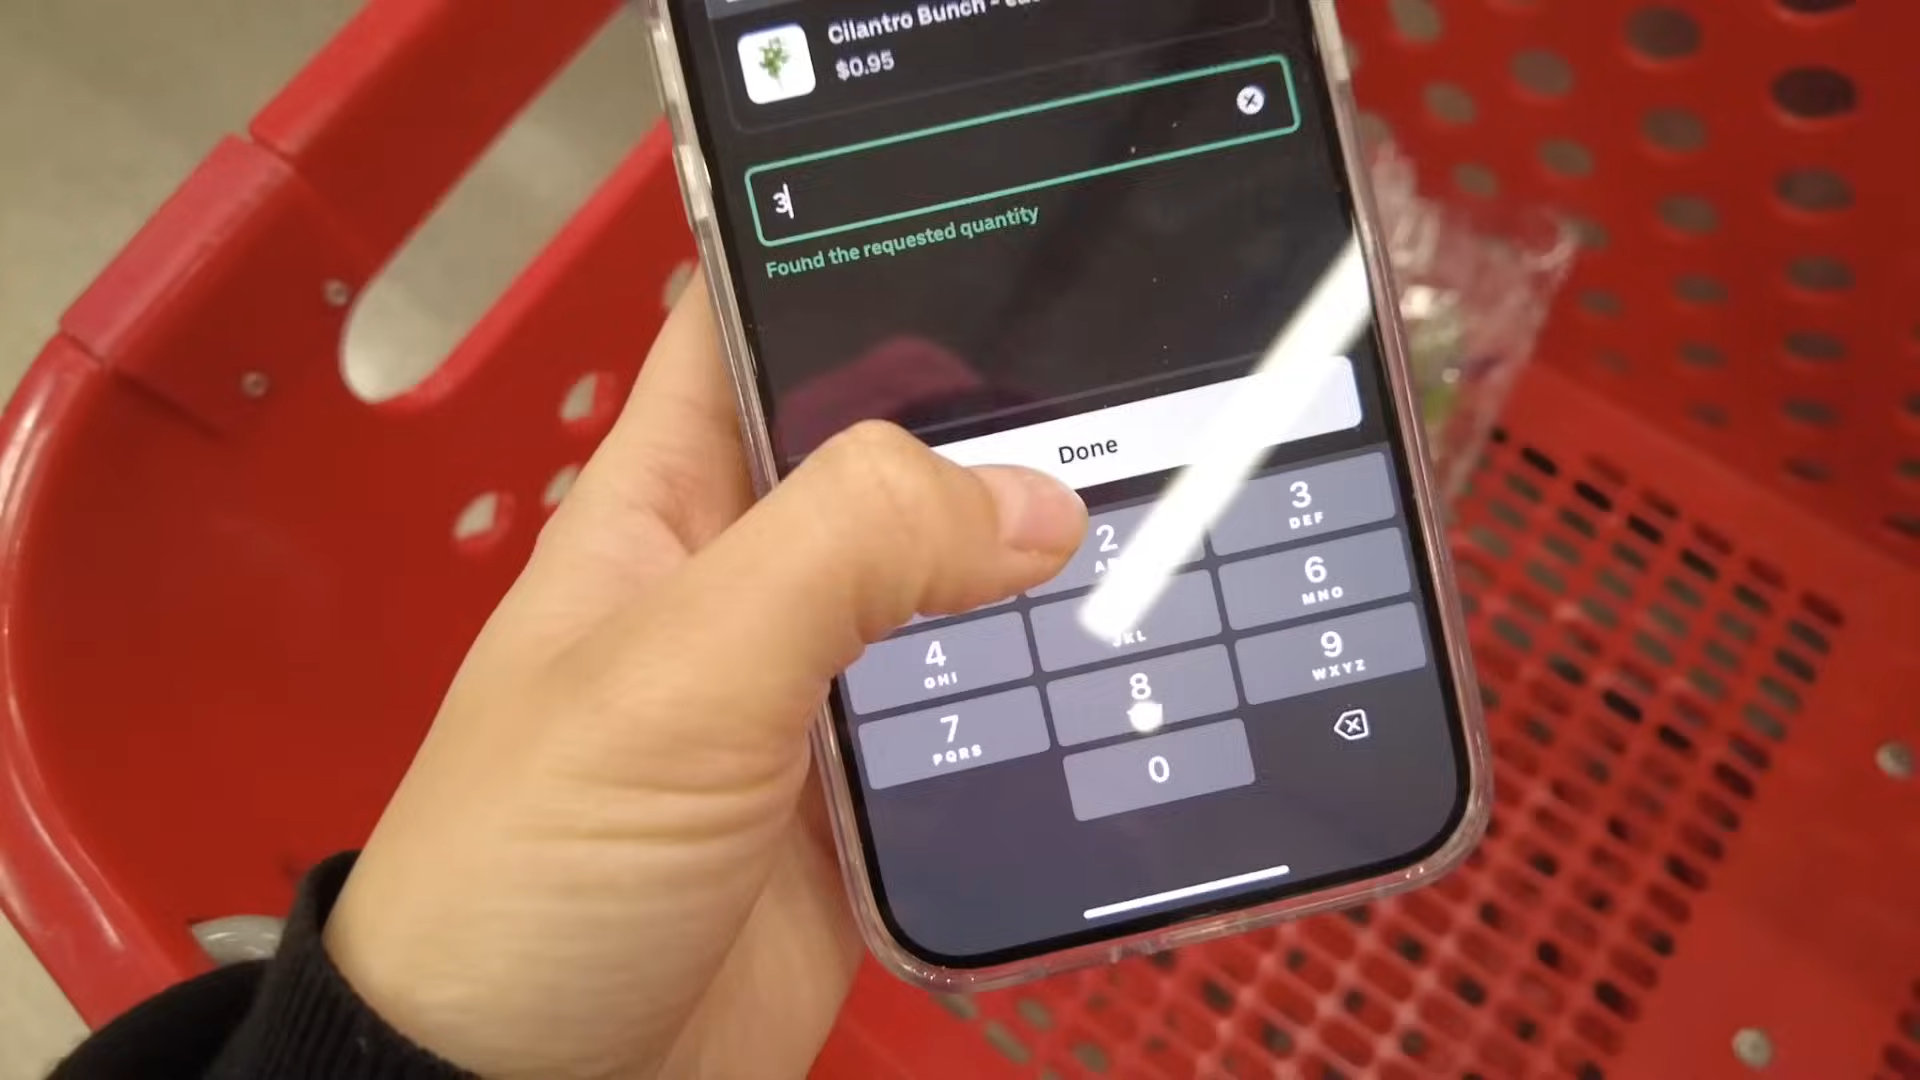 Cilantro Bunch -
$0.95
3
Found the requested quantity
Done
2
3
DEF
4
GHI
JKL
6
MNO
7
PQRS
8
9
WXYZ
0